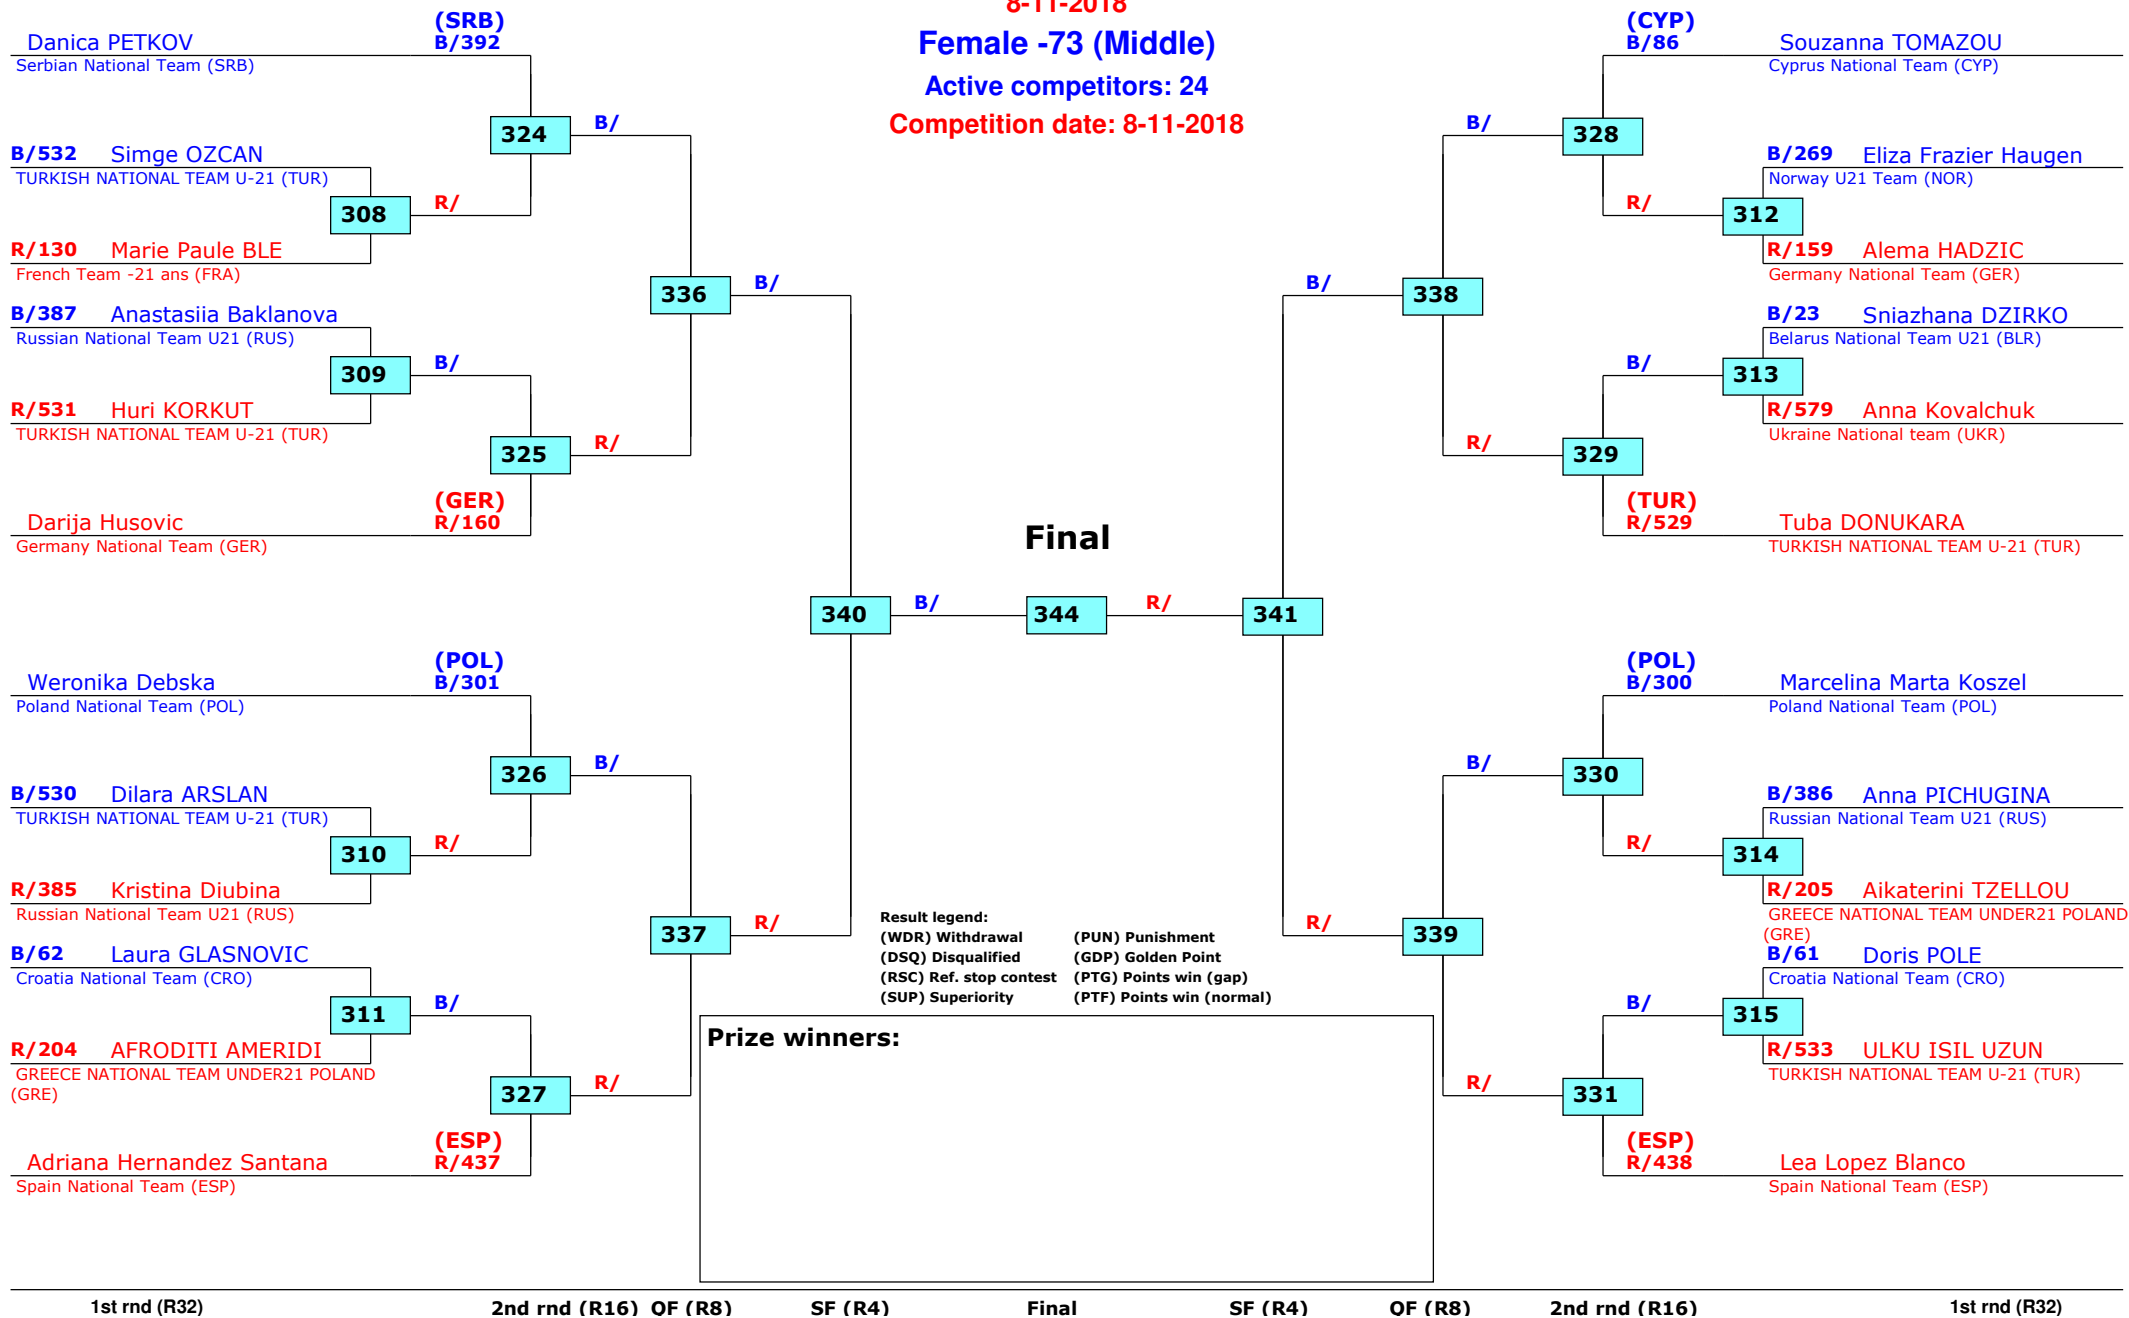 8-11-2018
Female -73 (Middle)
Active competitors: 24
Competition date: 8-11-2018
(SRB)
Danica PETKOV B/392
Serbian National Team (SRB)
324
B/
B/532 Simge OZCAN
TURKISH NATIONAL TEAM U-21 (TUR)
308
R/
R/130 Marie Paule BLE
French Team -21 ans (FRA)
336
B/
B/387 Anastasiia Baklanova
Russian National Team U21 (RUS)
309
B/
R/531 Huri KORKUT
TURKISH NATIONAL TEAM U-21 (TUR)
325
R/
(GER)
Darija Husovic R/160
Germany National Team (GER)
340
B/
(POL)
Weronika Debska B/301
Poland National Team (POL)
326
B/
B/530 Dilara ARSLAN
TURKISH NATIONAL TEAM U-21 (TUR)
310
R/
R/385 Kristina Diubina
Russian National Team U21 (RUS)
337
R/
B/62 Laura GLASNOVIC
Croatia National Team (CRO)
311
B/
R/204 AFRODITI AMERIDI
GREECE NATIONAL TEAM UNDER21 POLAND
(GRE)
327
R/
(ESP)
Adriana Hernandez Santana R/437
Spain National Team (ESP)
Final
344
R/
341
(CYP)
B/86 Souzanna TOMAZOU
Cyprus National Team (CYP)
B/
328
B/269 Eliza Frazier Haugen
Norway U21 Team (NOR)
R/
312
R/159 Alema HADZIC
Germany National Team (GER)
B/
338
B/23 Sniazhana DZIRKO
Belarus National Team U21 (BLR)
B/
313
R/579 Anna Kovalchuk
Ukraine National team (UKR)
R/
329
(TUR)
R/529 Tuba DONUKARA
TURKISH NATIONAL TEAM U-21 (TUR)
(POL)
B/300 Marcelina Marta Koszel
Poland National Team (POL)
B/
330
B/386 Anna PICHUGINA
Russian National Team U21 (RUS)
R/
314
R/205 Aikaterini TZELLOU
GREECE NATIONAL TEAM UNDER21 POLAND
(GRE)
R/
339
B/61 Doris POLE
Croatia National Team (CRO)
B/
315
R/533 ULKU ISIL UZUN
TURKISH NATIONAL TEAM U-21 (TUR)
R/
331
(ESP)
R/438 Lea Lopez Blanco
Spain National Team (ESP)
Result legend:
(WDR) Withdrawal (PUN) Punishment
(DSQ) Disqualified (GDP) Golden Point
(RSC) Ref. stop contest (PTG) Points win (gap)
(SUP) Superiority (PTF) Points win (normal)
Prize winners:
1st rnd (R32) 2nd rnd (R16) QF (R8) SF (R4) Final SF (R4) QF (R8) 2nd rnd (R16) 1st rnd (R32)